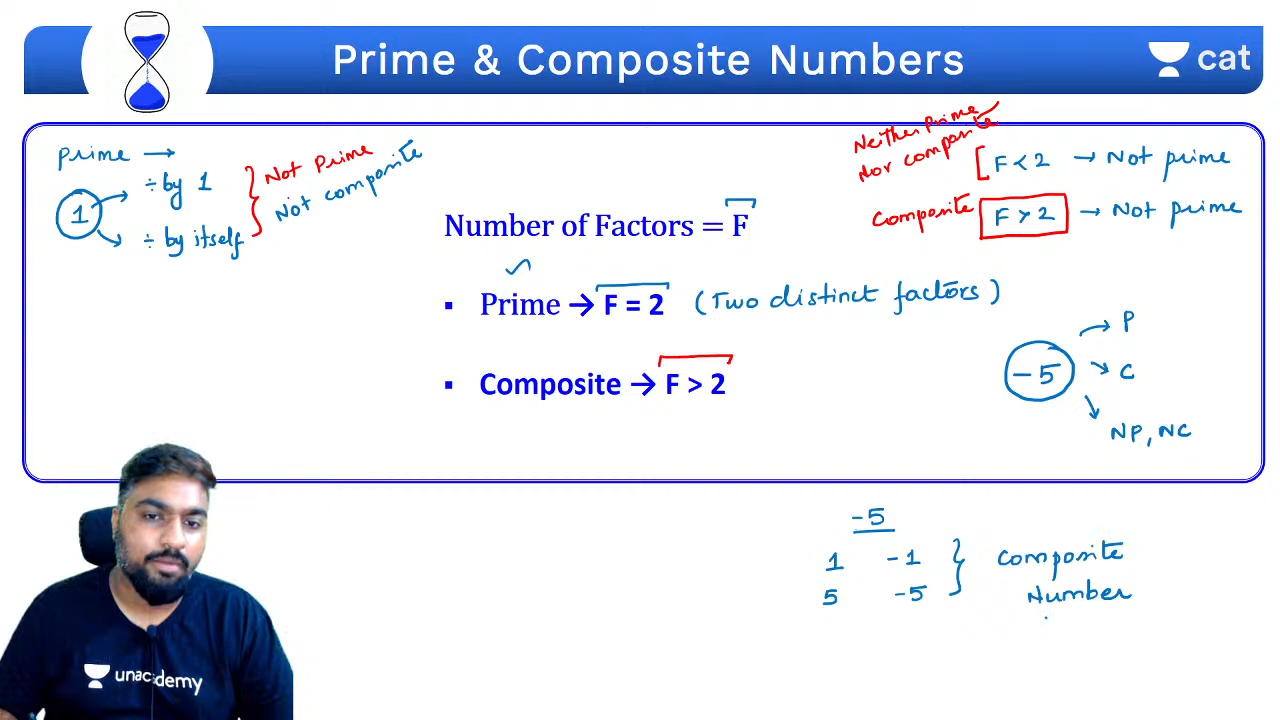 Prime & Composite Numbers
cat
prime →
1
÷ by 1
÷ by itself
Not Prime
Not composite
Neither Prime
Nor composite
F < 2 → Not prime
Composite F > 2 → Not prime
Number of Factors = F
▪ Prime → F = 2 (Two distinct factors)
▪ Composite → F > 2
-5
P
C
NP, NC
-5
1 -1
5 -5
Composite
Number
unacademy